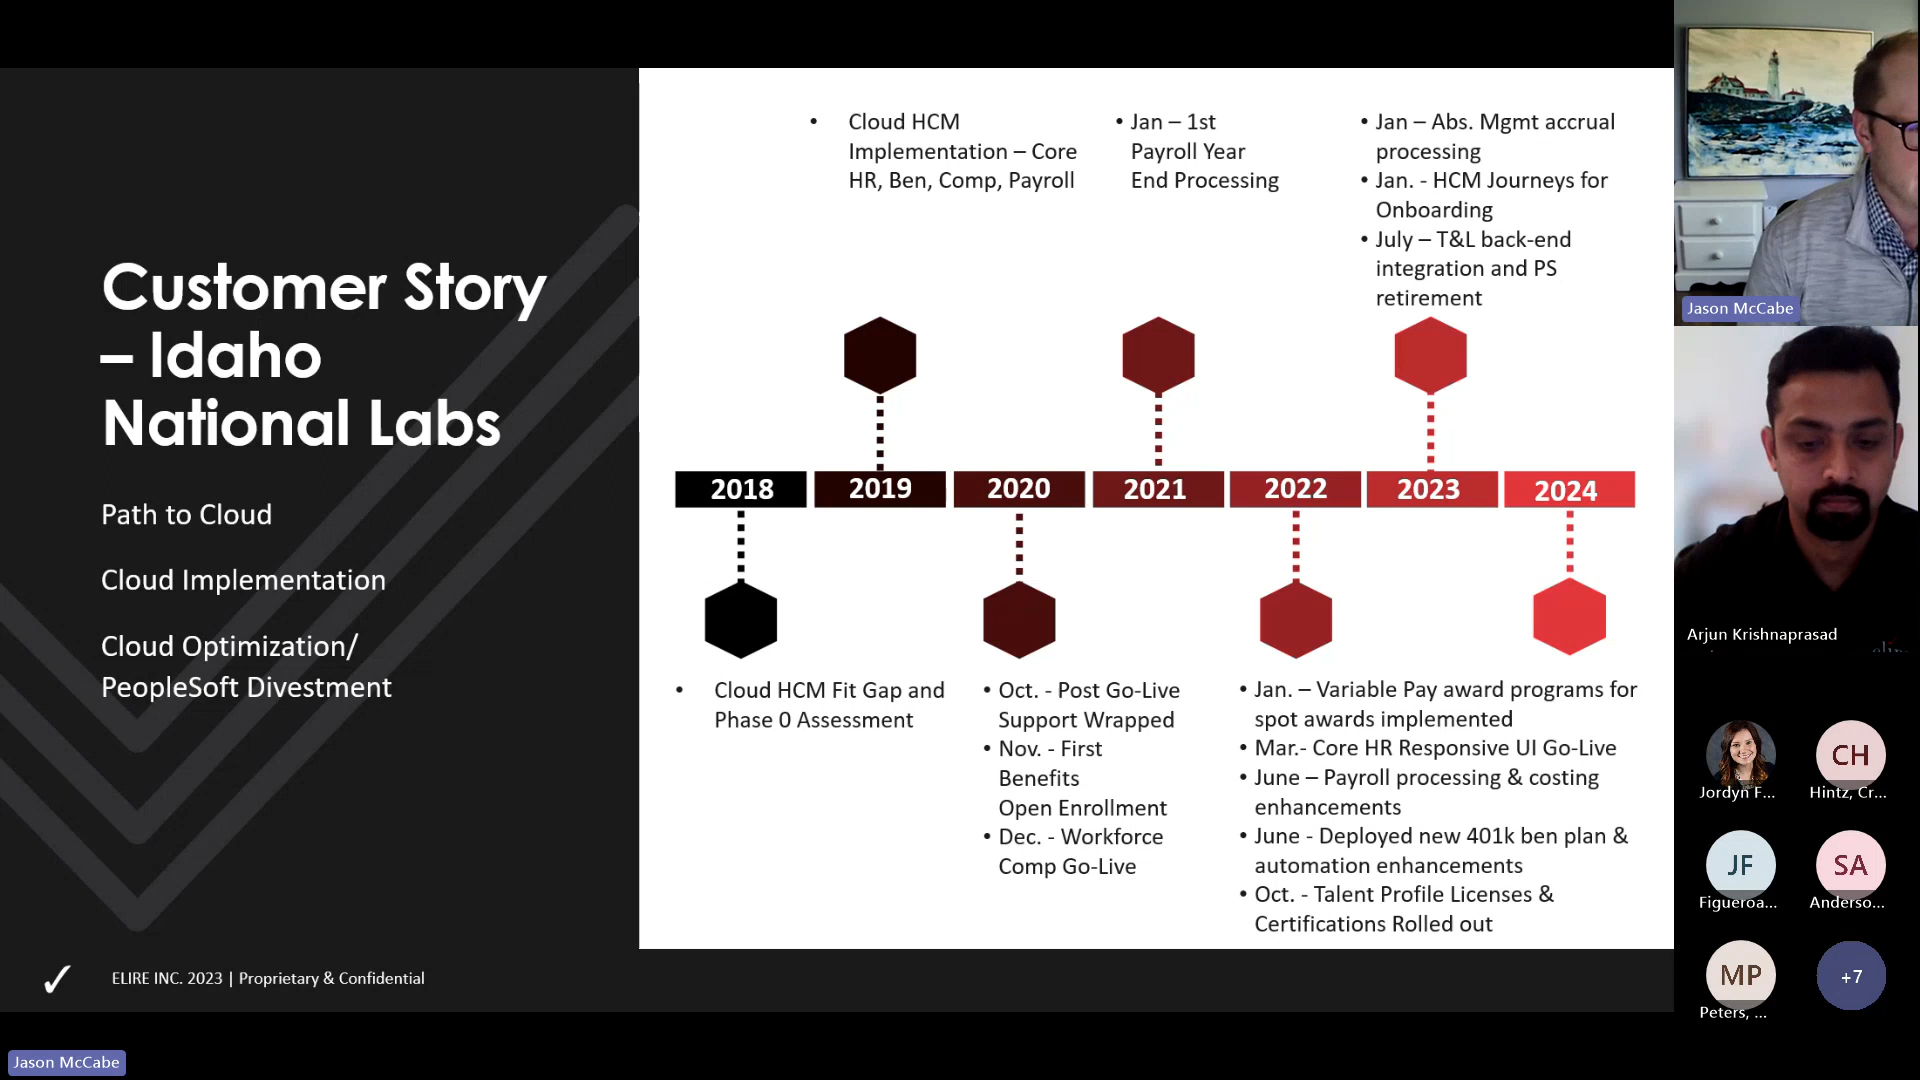 Customer Story
– Idaho
National Labs
Path to Cloud
Cloud Implementation
Cloud Optimization/
PeopleSoft Divestment
• Cloud HCM
Implementation – Core
HR, Ben, Comp, Payroll
• Jan – 1st
Payroll Year
End Processing
• Jan – Abs. Mgmt accrual
processing
• Jan. - HCM Journeys for
Onboarding
• July – T&L back-end
integration and PS
retirement
2018
2019
2020
2021
2022
2023
2024
• Cloud HCM Fit Gap and
Phase 0 Assessment
• Oct. - Post Go-Live
Support Wrapped
• Nov. - First
Benefits
Open Enrollment
• Dec. - Workforce
Comp Go-Live
• Jan. – Variable Pay award programs for
spot awards implemented
• Mar.- Core HR Responsive UI Go-Live
• June – Payroll processing & costing
enhancements
• June - Deployed new 401k ben plan &
automation enhancements
• Oct. - Talent Profile Licenses &
Certifications Rolled out
ELIRE INC. 2023 | Proprietary & Confidential
Jason McCabe
Jason McCabe
Arjun Krishnaprasad
Jordyn F...
CH
Hintz, Cr...
JF
Figueroa...
SA
Anderso...
MP
Peters, ...
+7